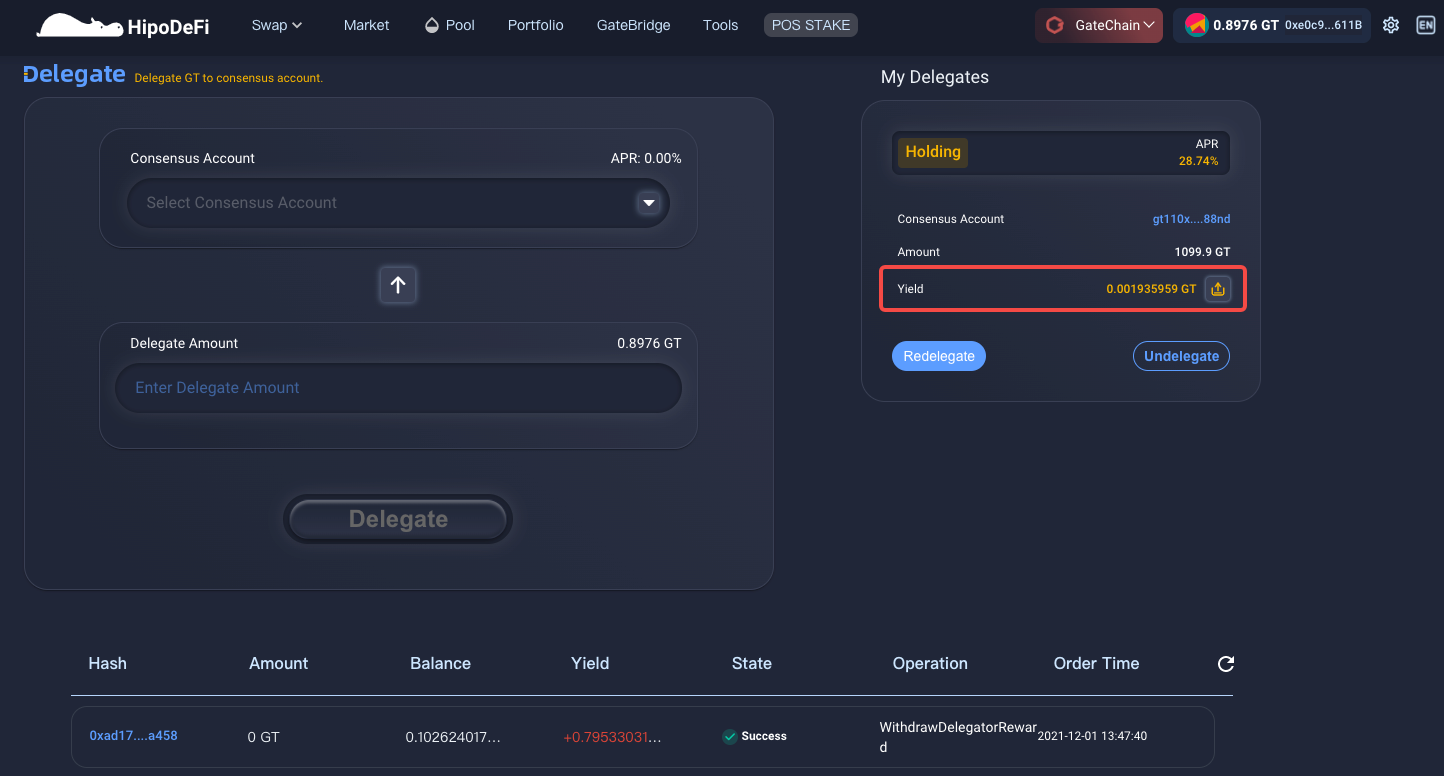 HipoDeFi
Swap
Market
Pool
Portfolio
GateBridge
Tools
POS STAKE
GateChain
0.8976 GT 0xe0c9...611B
EN
Delegate Delegate GT to consensus account.
My Delegates
Consensus Account APR: 0.00%
Select Consensus Account
Delegate Amount 0.8976 GT
Enter Delegate Amount
Delegate
Holding
APR
28.74%
Consensus Account gt110x....88nd
Amount 1099.9 GT
Yield 0.001935959 GT
Redelegate Undelegate
Hash Amount Balance Yield State Operation Order Time
0xad17....a458 0 GT 0.102624017... +0.79533031... Success WithdrawDelegatorRewar
d 2021-12-01 13:47:40